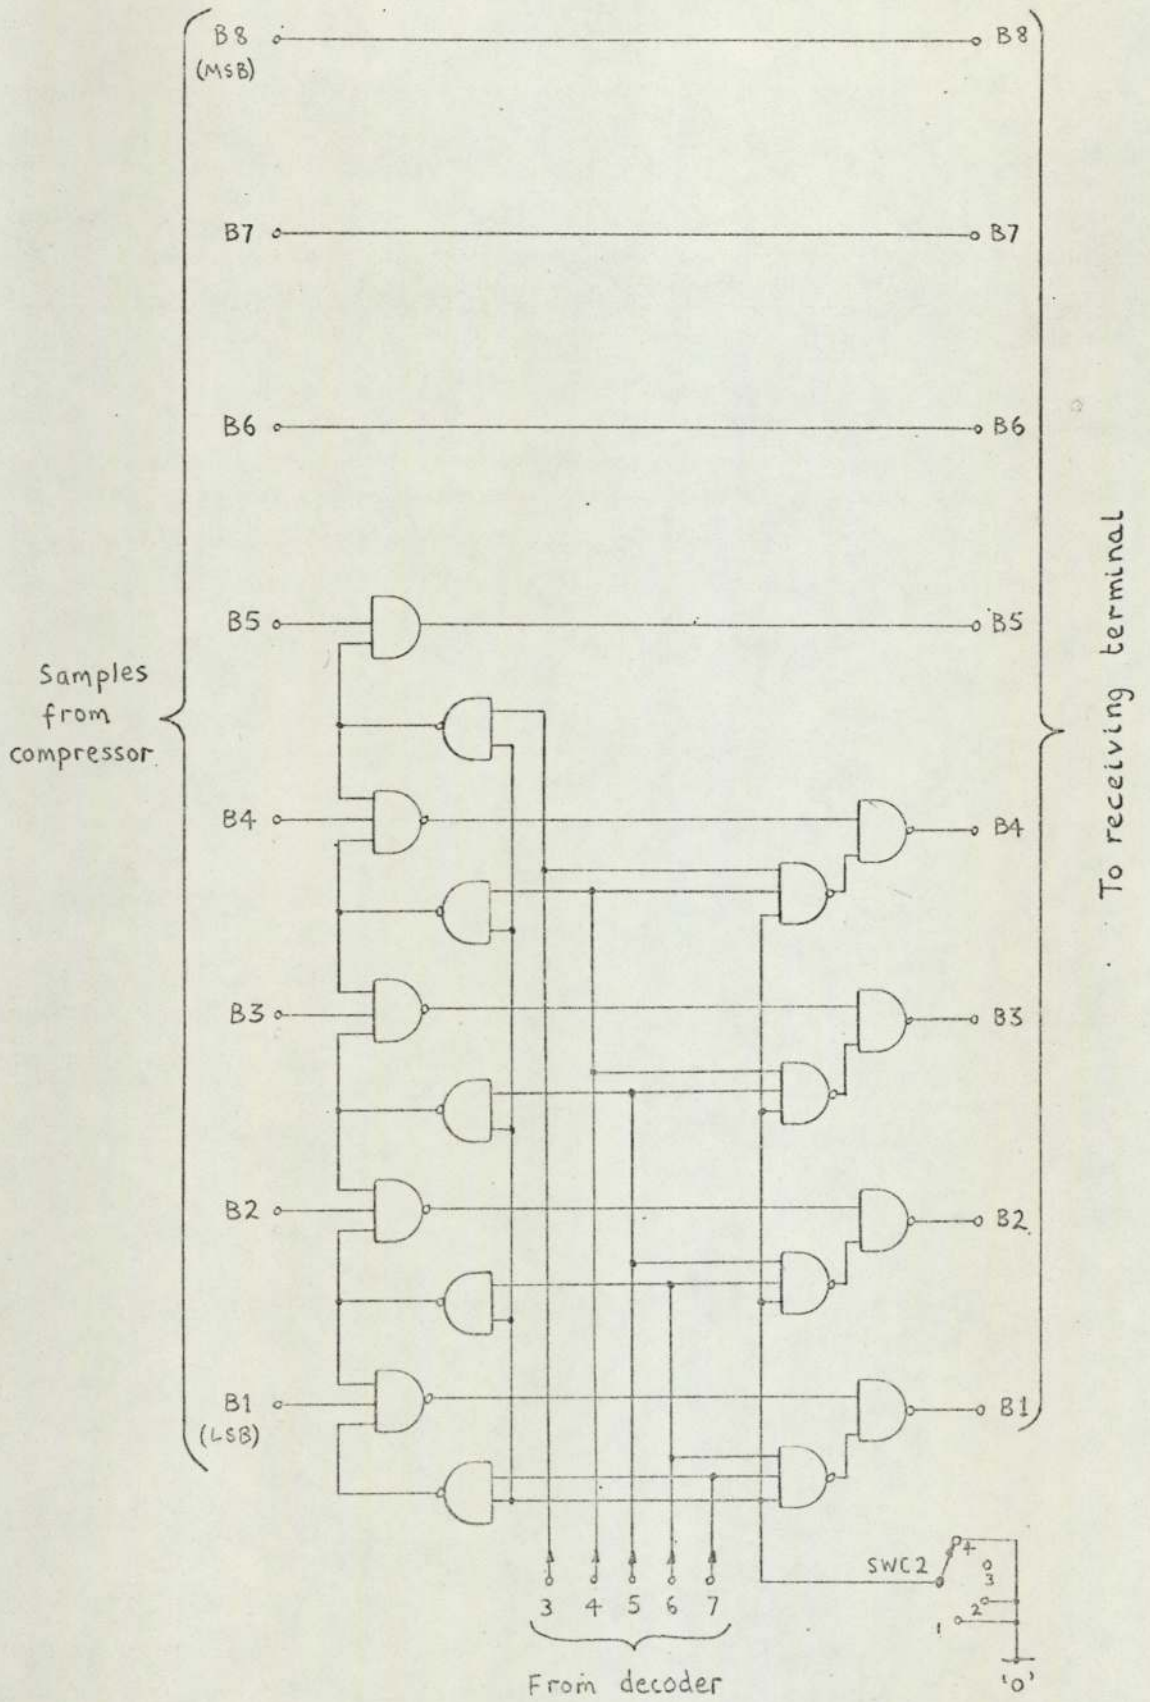 B8
(MSB)
B8
B7
B7
B6
B6
B5
B5
Samples
from
compressor
To receiving terminal
B4
B4
B3
B3
B2
B2
B1
(LSB)
B1
3 4 5 6 7
From decoder
SWC2
4
3
2
1
'0'